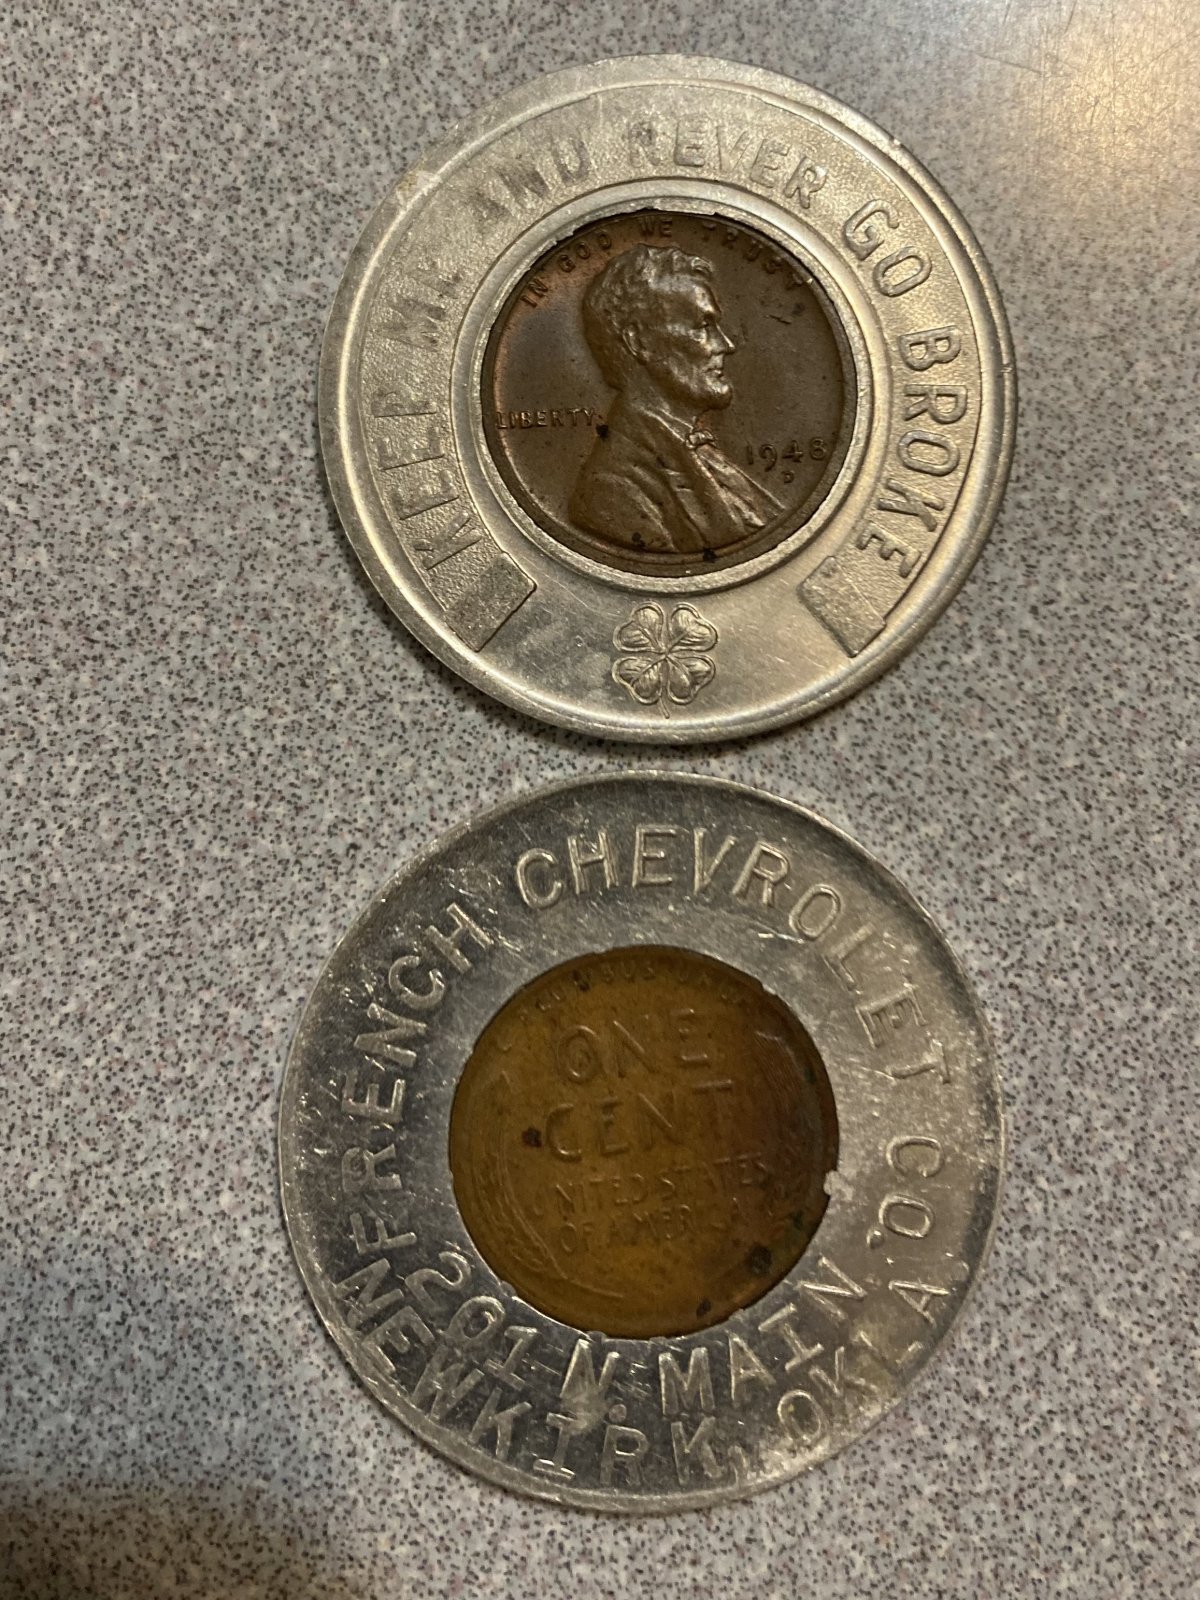 KEEP ME AND NEVER GO BROKE
IN GOD WE TRUST
LIBERTY
1948
D
FRENCH CHEVROLET CO.
ONE
CENT
UNITED STATES
OF AMERICA
201 N. MAIN
NEWKIRK, OKLA.